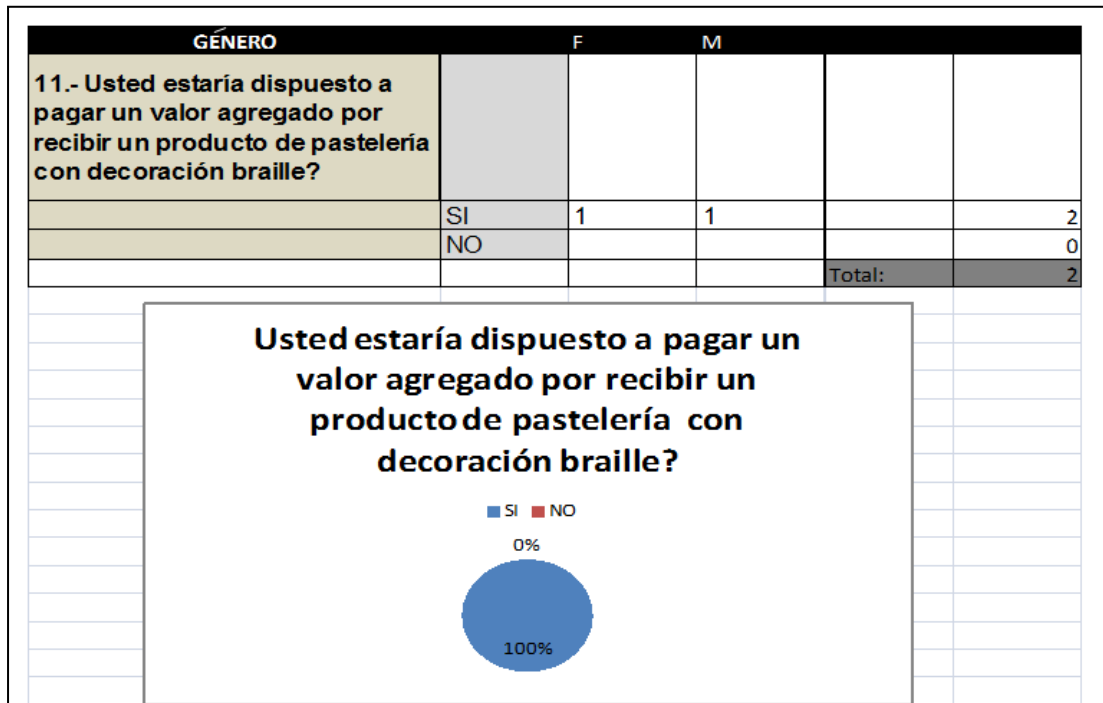 GÉNERO F M
11.- Usted estaría dispuesto a
pagar un valor agregado por
recibir un producto de pastelería
con decoración braille?
SI 1 1 2
NO 0
Total: 2
Usted estaría dispuesto a pagar un
valor agregado por recibir un
producto de pastelería con
decoración braille?
SI NO
0%
100%